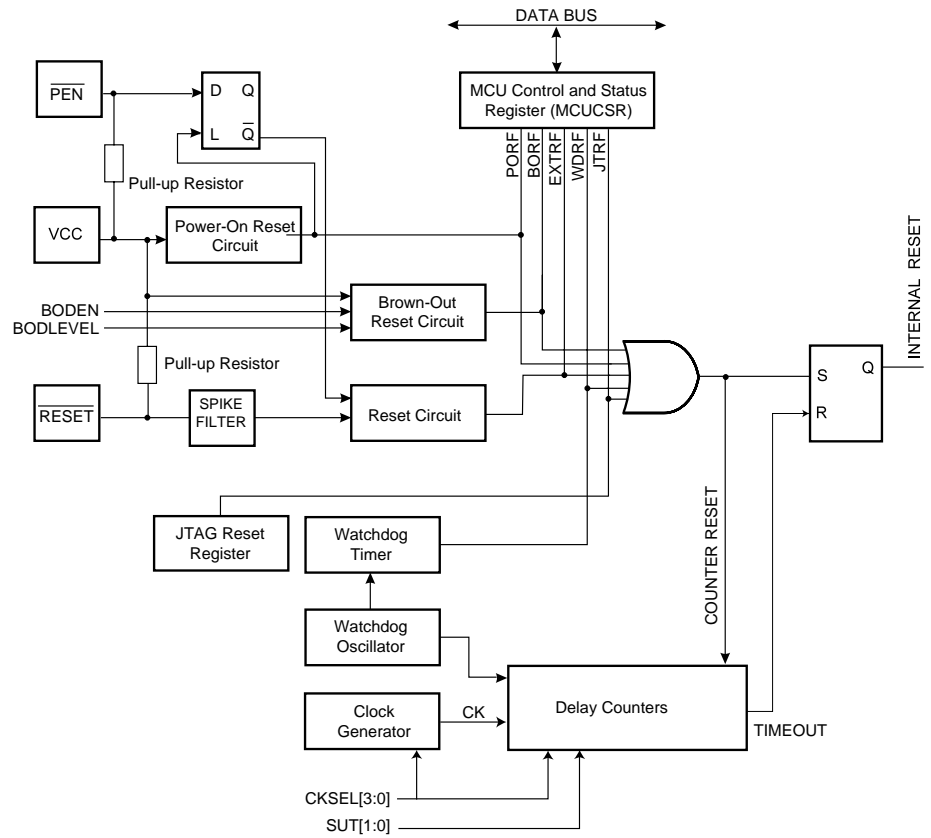 DATA BUS
PEN
D Q
L Q
MCU Control and Status
Register (MCUCSR)
PORF
BORF
EXTRF
WDRF
JTRF
Pull-up Resistor
VCC
Power-On Reset
Circuit
BODEN
BODLEVEL
Brown-Out
Reset Circuit
Pull-up Resistor
RESET
SPIKE
FILTER
Reset Circuit
S Q
R
INTERNAL RESET
JTAG Reset
Register
Watchdog
Timer
COUNTER RESET
Watchdog
Oscillator
Clock
Generator
CK
Delay Counters
TIMEOUT
CKSEL[3:0]
SUT[1:0]